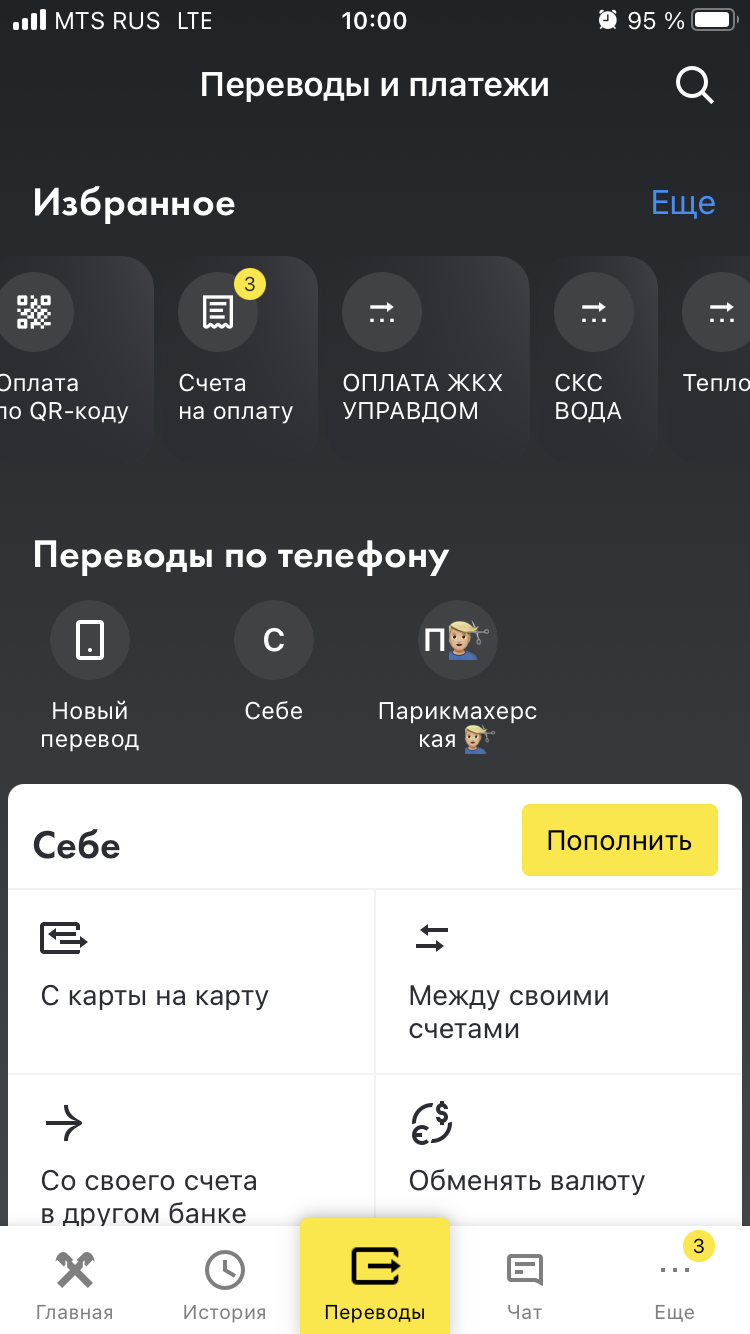 MTS RUS LTE 10:00 95 %
Переводы и платежи
Избранное Еще
3
Оплата
по QR-коду
Счета
на оплату
ОПЛАТА ЖКХ
УПРАВДОМ
СКС
ВОДА
Тепло
Переводы по телефону
С
П
Новый
перевод
Себе
Парикмахерс
кая
Себе
Пополнить
С карты на карту
Между своими
счетами
Со своего счета
в другом банке
Обменять валюту
3
Главная
История
Переводы
Чат
Еще